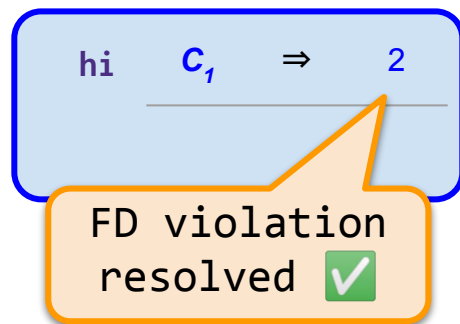 hi C₁ ⇒ 2
FD violation
resolved ✅